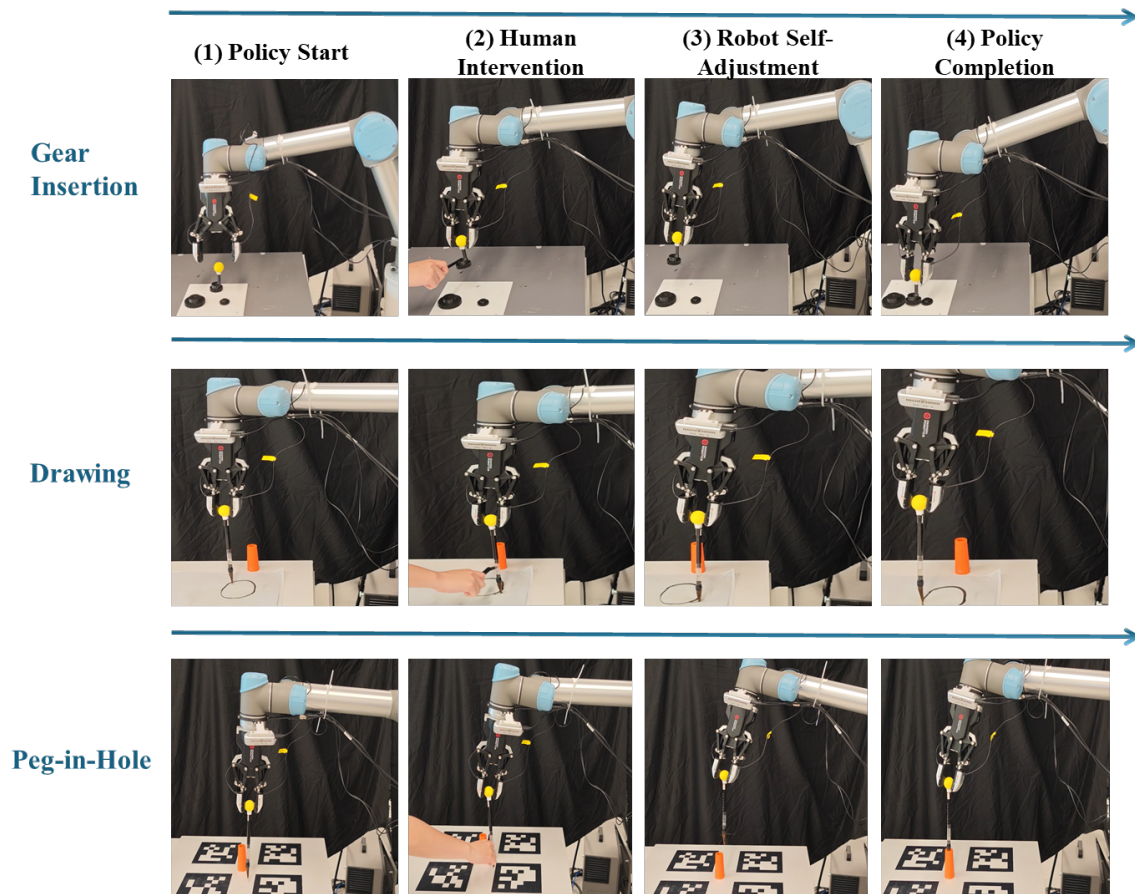 (1) Policy Start
(2) Human
Intervention
(3) Robot Self-
Adjustment
(4) Policy
Completion
Gear
Insertion
Drawing
Peg-in-Hole